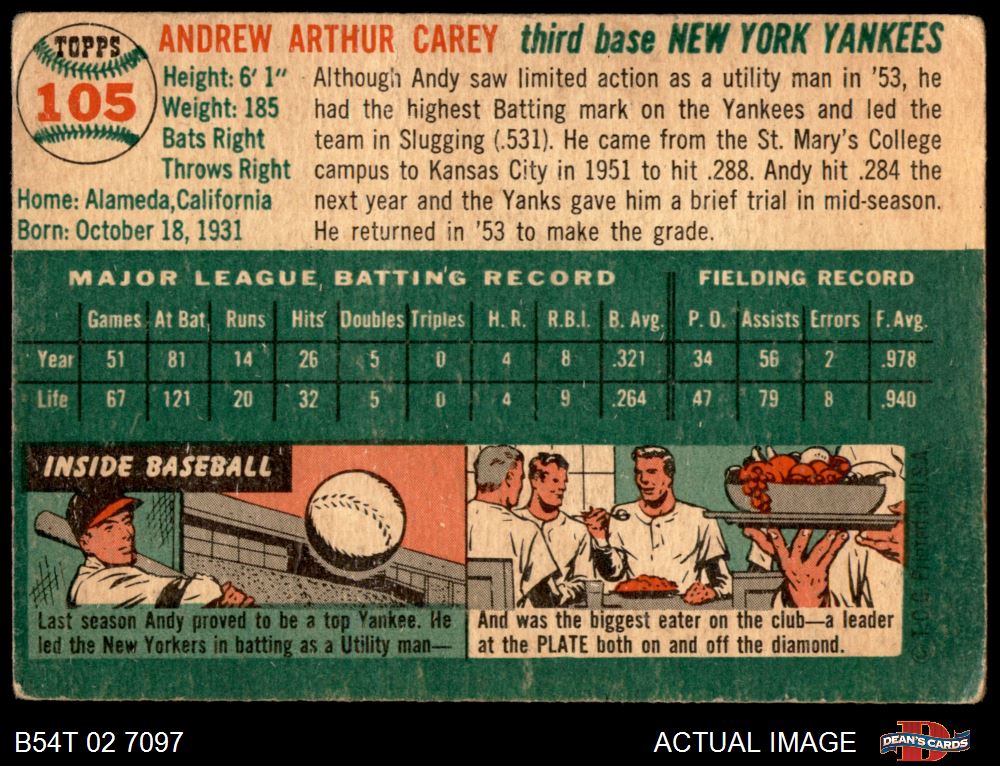 TOPPS
105
ANDREW ARTHUR CAREY third base NEW YORK YANKEES
Height: 6' 1"
Weight: 185
Bats Right
Throws Right
Home: Alameda, California
Born: October 18, 1931
Although Andy saw limited action as a utility man in '53, he
had the highest Batting mark on the Yankees and led the
team in Slugging (.531). He came from the St. Mary's College
campus to Kansas City in 1951 to hit .288. Andy hit .284 the
next year and the Yanks gave him a brief trial in mid-season.
He returned in '53 to make the grade.
MAJOR LEAGUE BATTING RECORD FIELDING RECORD
Games At Bat Runs Hits Doubles Triples H. R. R.B.I. B. Avg. P. O. Assists Errors F. Avg.
Year 51 81 14 26 5 0 4 8 .321 34 56 2 .978
Life 67 121 20 32 5 0 4 9 .264 47 79 8 .940
INSIDE BASEBALL
Last season Andy proved to be a top Yankee. He
led the New Yorkers in batting as a Utility man—
And was the biggest eater on the club—a leader
at the PLATE both on and off the diamond.
B54T 02 7097
ACTUAL IMAGE
D
DEAN'S CARDS